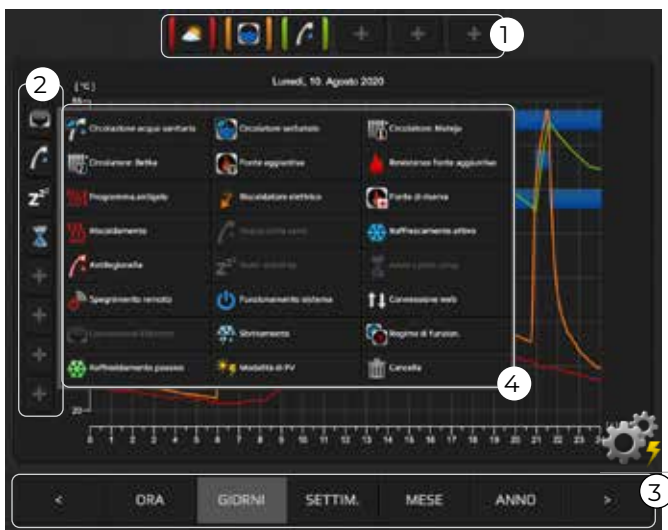 1
2
Lunedì, 10. Agosto 2020
[°C]
Circolazione acqua sanitaria
Circolatore serbatoio
Circolatore: Mateja
Circolatore: Betka
Fonte aggiuntiva
Resistenza fonte aggiuntiva
Programma antigelo
Riscaldatore elettrico
Fonte di riserva
Riscaldamento
Raffrescamento attivo
Antilegionella
zzz
Spegnimento remoto
Funzionamento sistema
Connessione web
Sbrinamento
Regime di funzion.
Raffreddamento passivo
Modalità di PV
Cancella
4
20
0 1 2 3 4 5 6 7 8 9 10 11 12 13 14 15 16 17 18 19 20 21 22 23
< ORA GIORNI SETTIM. MESE ANNO >
3